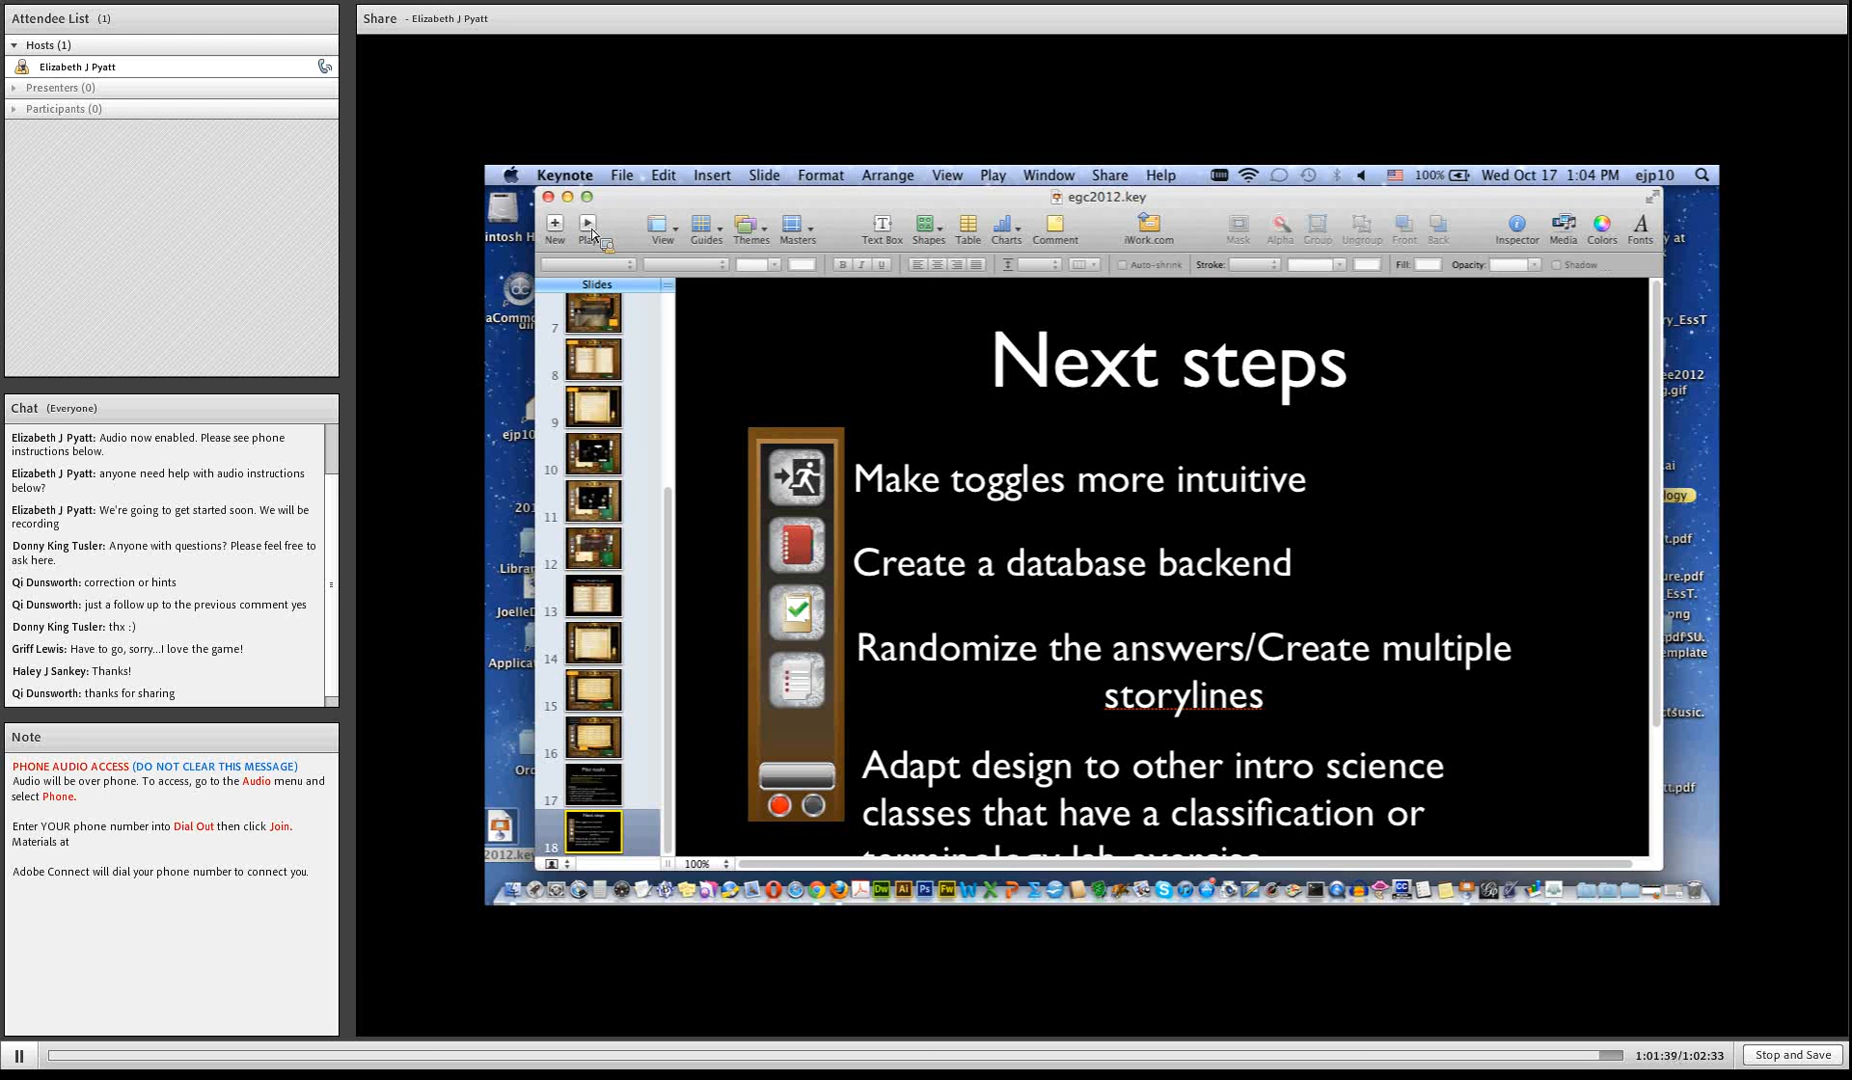 Attendee List (1)
Hosts (1)
Elizabeth J Pyatt
Presenters (0)
Participants (0)
Chat (Everyone)
Elizabeth J Pyatt: Audio now enabled. Please see phone
instructions below.
Elizabeth J Pyatt: anyone need help with audio instructions
below?
Elizabeth J Pyatt: We're going to get started soon. We will be
recording
Donny King Tusler: Anyone with questions? Please feel free to
ask here.
Qi Dunsworth: correction or hints
Qi Dunsworth: just a follow up to the previous comment yes
Donny King Tusler: thx :)
Griff Lewis: Have to go, sorry...I love the game!
Haley J Sankey: Thanks!
Qi Dunsworth: thanks for sharing
Note
PHONE AUDIO ACCESS (DO NOT CLEAR THIS MESSAGE)
Audio will be over phone. To access, go to the Audio menu and
select Phone.
Enter YOUR phone number into Dial Out then click Join.
Materials at
Adobe Connect will dial your phone number to connect you.
Share - Elizabeth J Pyatt
Keynote File Edit Insert Slide Format Arrange View Play Window Share Help 100% Wed Oct 17 1:04 PM ejp10
egc2012.key
New View Guides Themes Masters Text Box Shapes Table Charts Comment iWork.com Mask Alpha Group Ungroup Front Back Inspector Media Colors Fonts
B I U Auto-shrink Stroke: Fill: Opacity: Shadow
Slides
7
8
9
10
11
12
13
14
15
16
17
18
Next steps
Make toggles more intuitive
Create a database backend
Randomize the answers/Create multiple
storylines
Adapt design to other intro science
classes that have a classification or
terminology lab exercise
100%
Dw Ai Ps Fw
1:01:39/1:02:33
Stop and Save